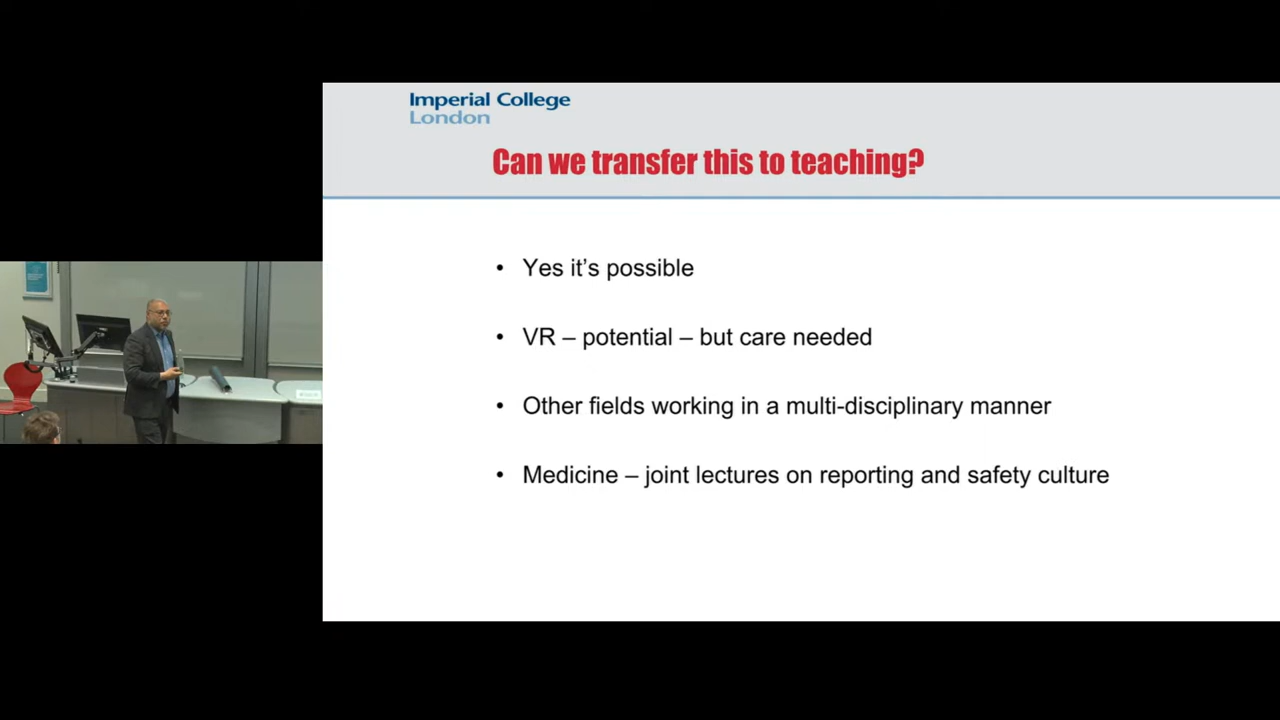 Imperial College
London
Can we transfer this to teaching?
• Yes it’s possible
• VR – potential – but care needed
• Other fields working in a multi-disciplinary manner
• Medicine – joint lectures on reporting and safety culture